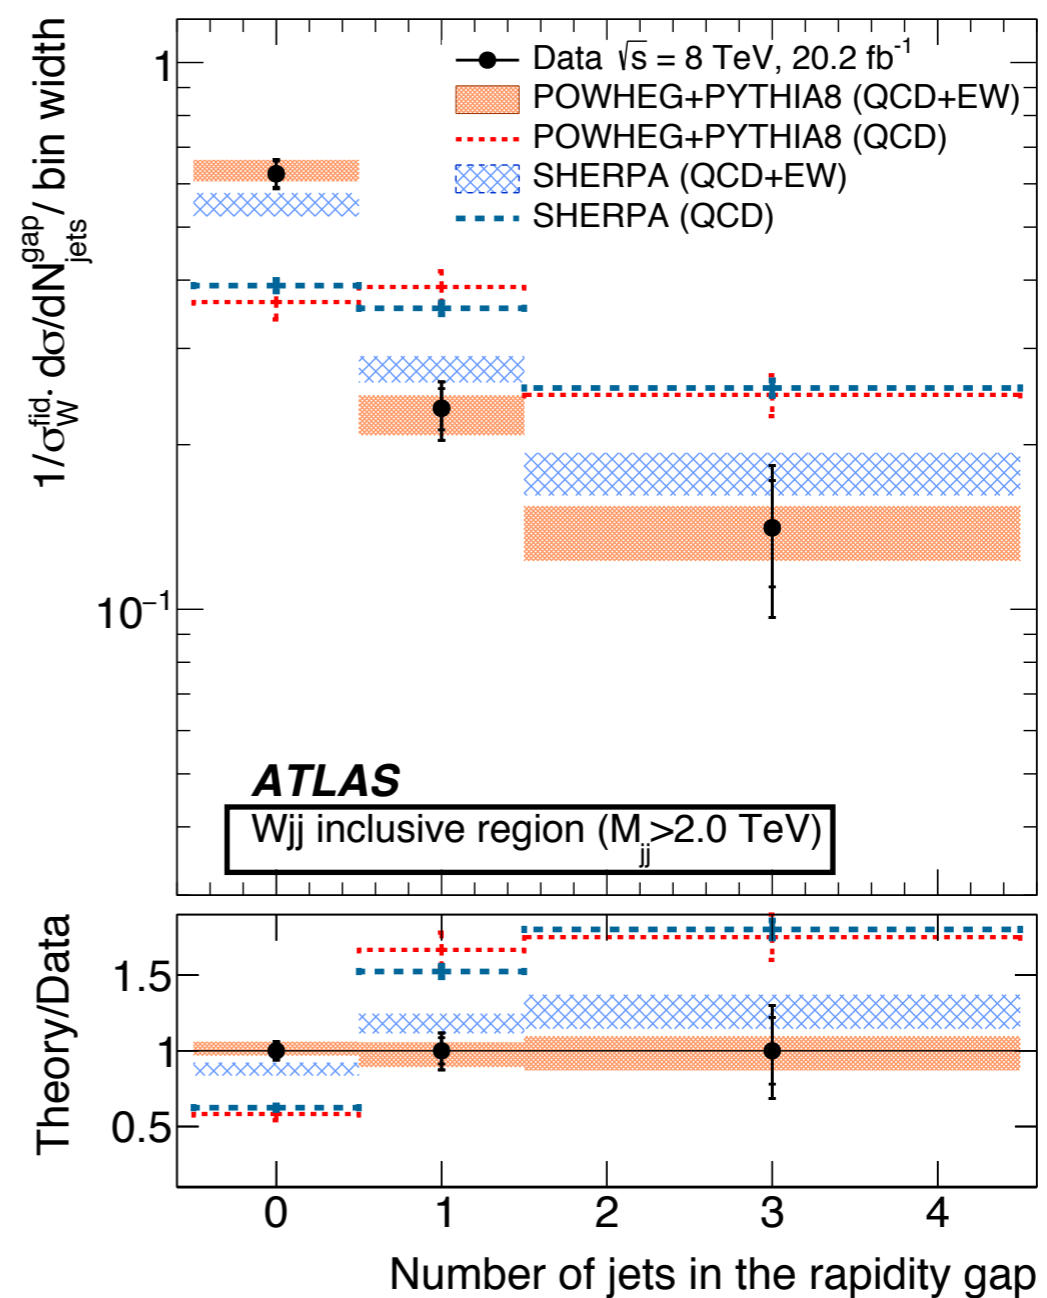 1/σ_W^fid. dσ/dN_jets^gap / bin width
1
10⁻¹
Data √s = 8 TeV, 20.2 fb⁻¹
POWHEG+PYTHIA8 (QCD+EW)
POWHEG+PYTHIA8 (QCD)
SHERPA (QCD+EW)
SHERPA (QCD)
ATLAS
Wjj inclusive region (M_jj>2.0 TeV)
Theory/Data
1.5
1
0.5
0 1 2 3 4
Number of jets in the rapidity gap